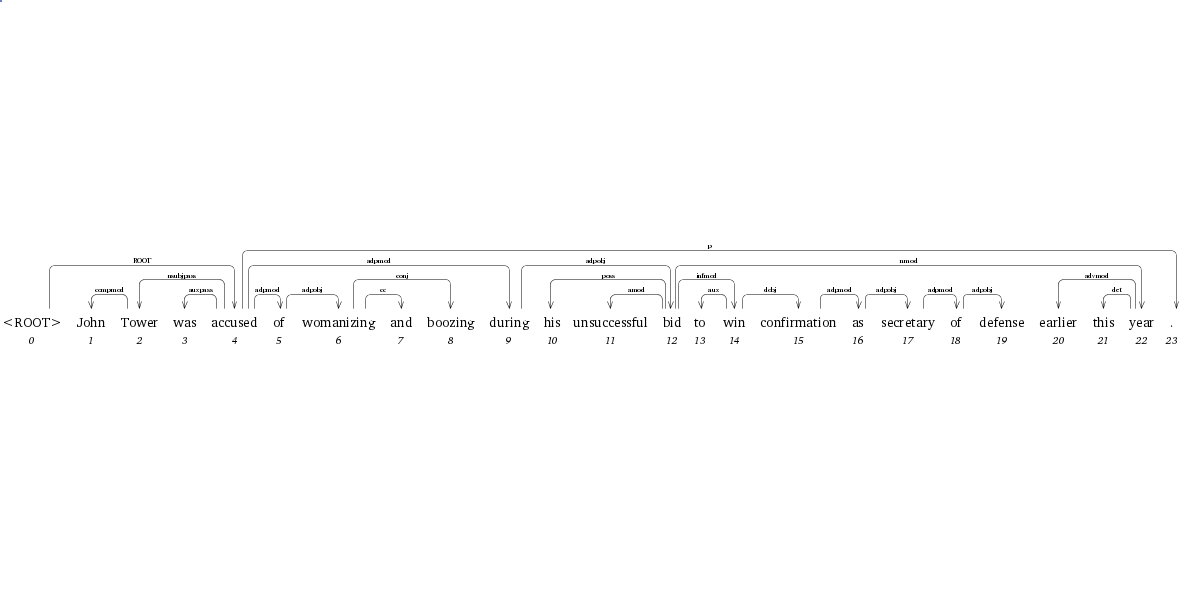 p
ROOT adpmod adpobj nmod
nsubjpass conj poss infmod advmod
compmod auxpass adpmod adpobj cc amod aux dobj adpmod adpobj adpmod adpobj det
<ROOT> John Tower was accused of womanizing and boozing during his unsuccessful bid to win confirmation as secretary of defense earlier this year .
0 1 2 3 4 5 6 7 8 9 10 11 12 13 14 15 16 17 18 19 20 21 22 23